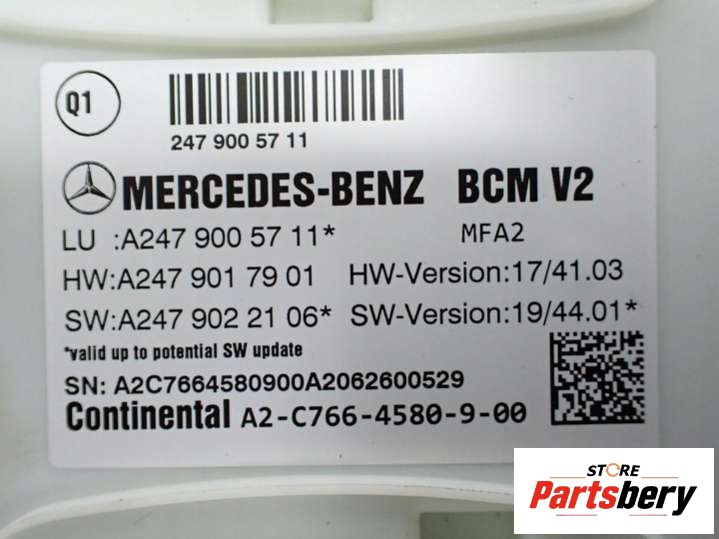 Q1
247 900 57 11
MERCEDES-BENZ BCM V2
LU :A247 900 57 11* MFA2
HW:A247 901 79 01 HW-Version:17/41.03
SW:A247 902 21 06* SW-Version:19/44.01*
*valid up to potential SW update
SN: A2C7664580900A2062600529
Continental A2-C766-4580-9-00
STORE
Partsbery